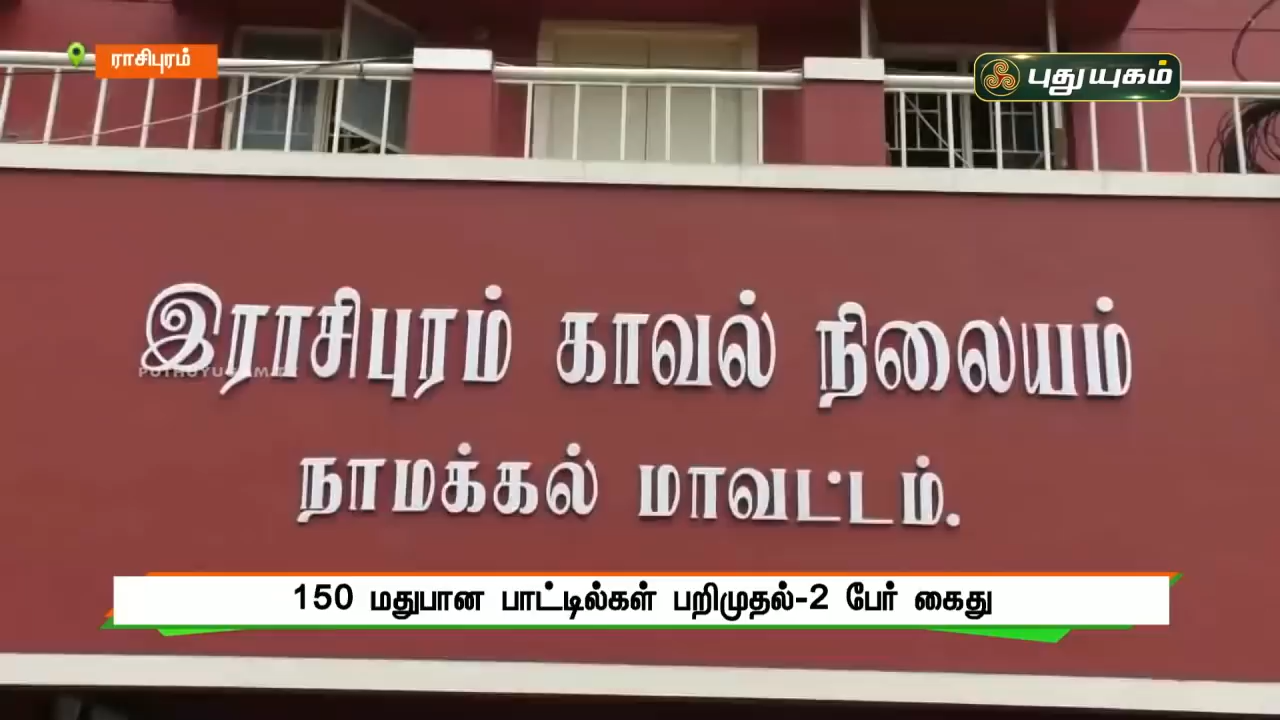 ராசிபுரம்
புதுயுகம்
இராசிபுரம் காவல் நிலையம்
நாமக்கல் மாவட்டம்.
150 மதுபான பாட்டில்கள் பறிமுதல்-2 பேர் கைது